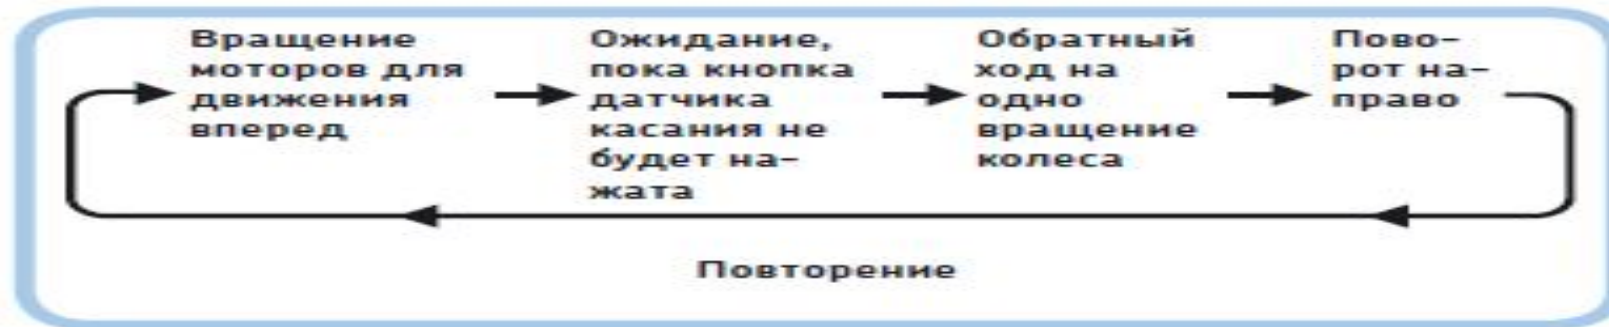 Вращение
моторов для
движения
вперед
Ожидание,
пока кнопка
датчика
касания не
будет на-
жата
Обратный
ход на
одно
вращение
колеса
Пово-
рот на-
право
Повторение